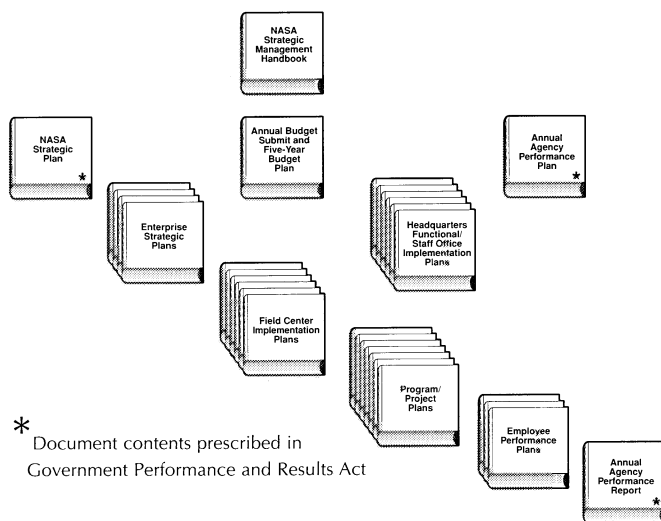 NASA
Strategic
Management
Handbook
NASA
Strategic
Plan
*
Annual Budget
Submit and
Five-Year
Budget
Plan
Annual
Agency
Performance
Plan
*
Enterprise
Strategic
Plans
Headquarters
Functional/
Staff Office
Implementation
Plans
Field Center
Implementation
Plans
Program/
Project
Plans
Employee
Performance
Plans
Annual
Agency
Performance
Report
*
* Document contents prescribed in
Government Performance and Results Act